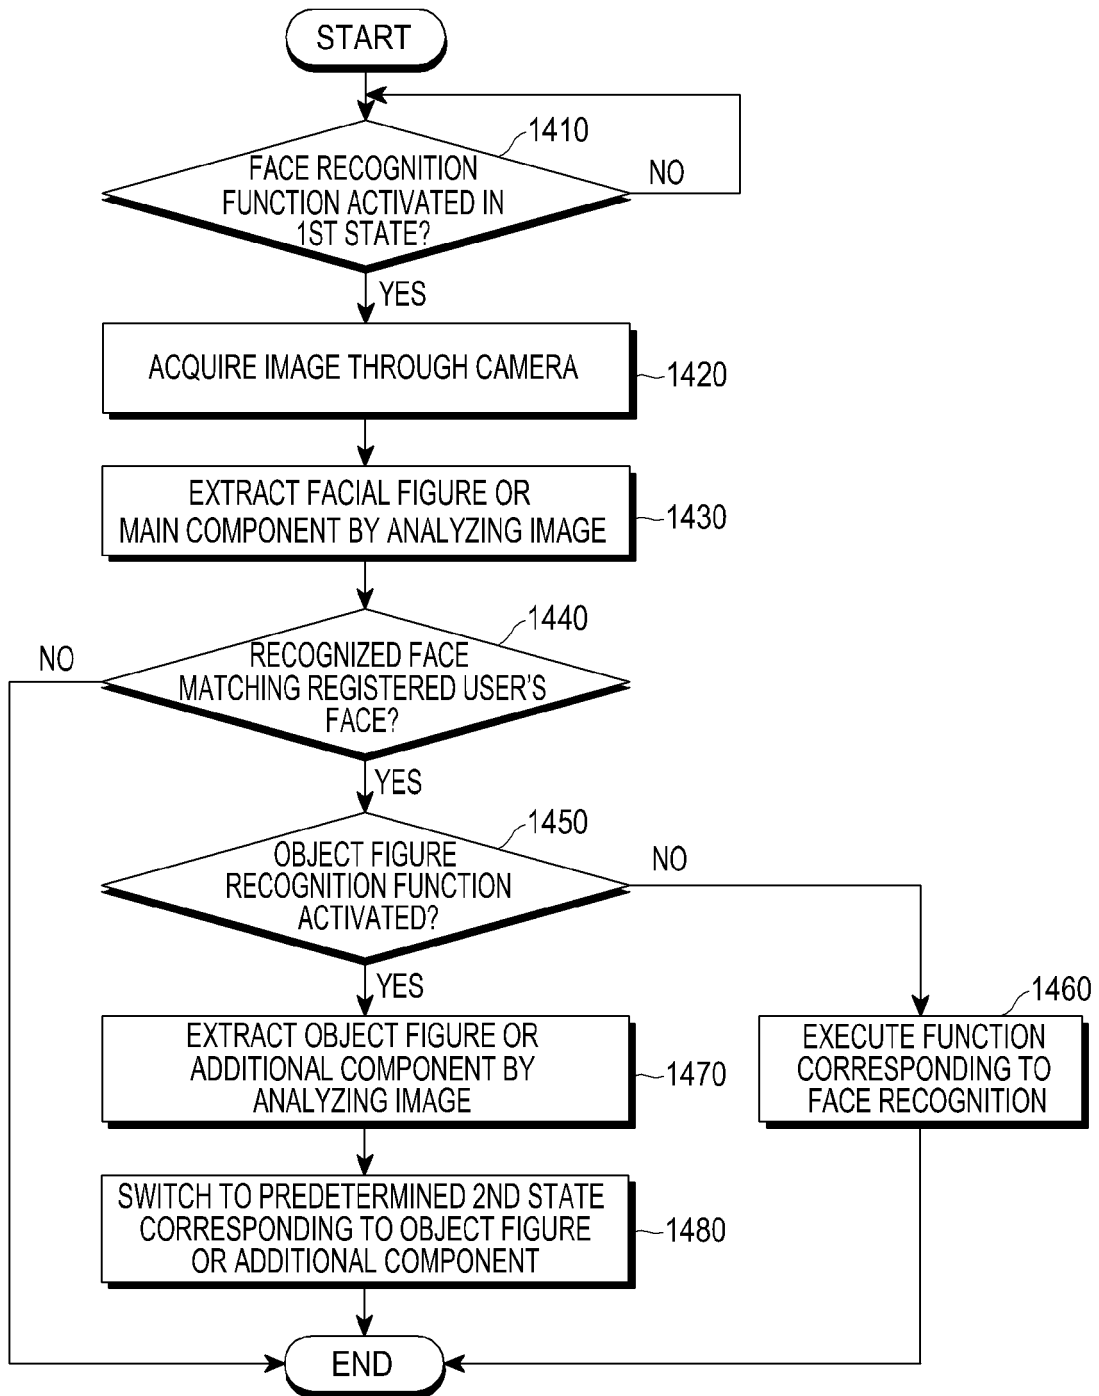 START
1410
FACE RECOGNITION
FUNCTION ACTIVATED IN
1ST STATE?
NO
YES
ACQUIRE IMAGE THROUGH CAMERA
1420
EXTRACT FACIAL FIGURE OR
MAIN COMPONENT BY ANALYZING IMAGE
1430
1440
NO
RECOGNIZED FACE
MATCHING REGISTERED USER'S
FACE?
YES
1450
OBJECT FIGURE
RECOGNITION FUNCTION
ACTIVATED?
NO
YES
1460
EXECUTE FUNCTION
CORRESPONDING TO
FACE RECOGNITION
EXTRACT OBJECT FIGURE OR
ADDITIONAL COMPONENT BY
ANALYZING IMAGE
1470
SWITCH TO PREDETERMINED 2ND STATE
CORRESPONDING TO OBJECT FIGURE
OR ADDITIONAL COMPONENT
1480
END